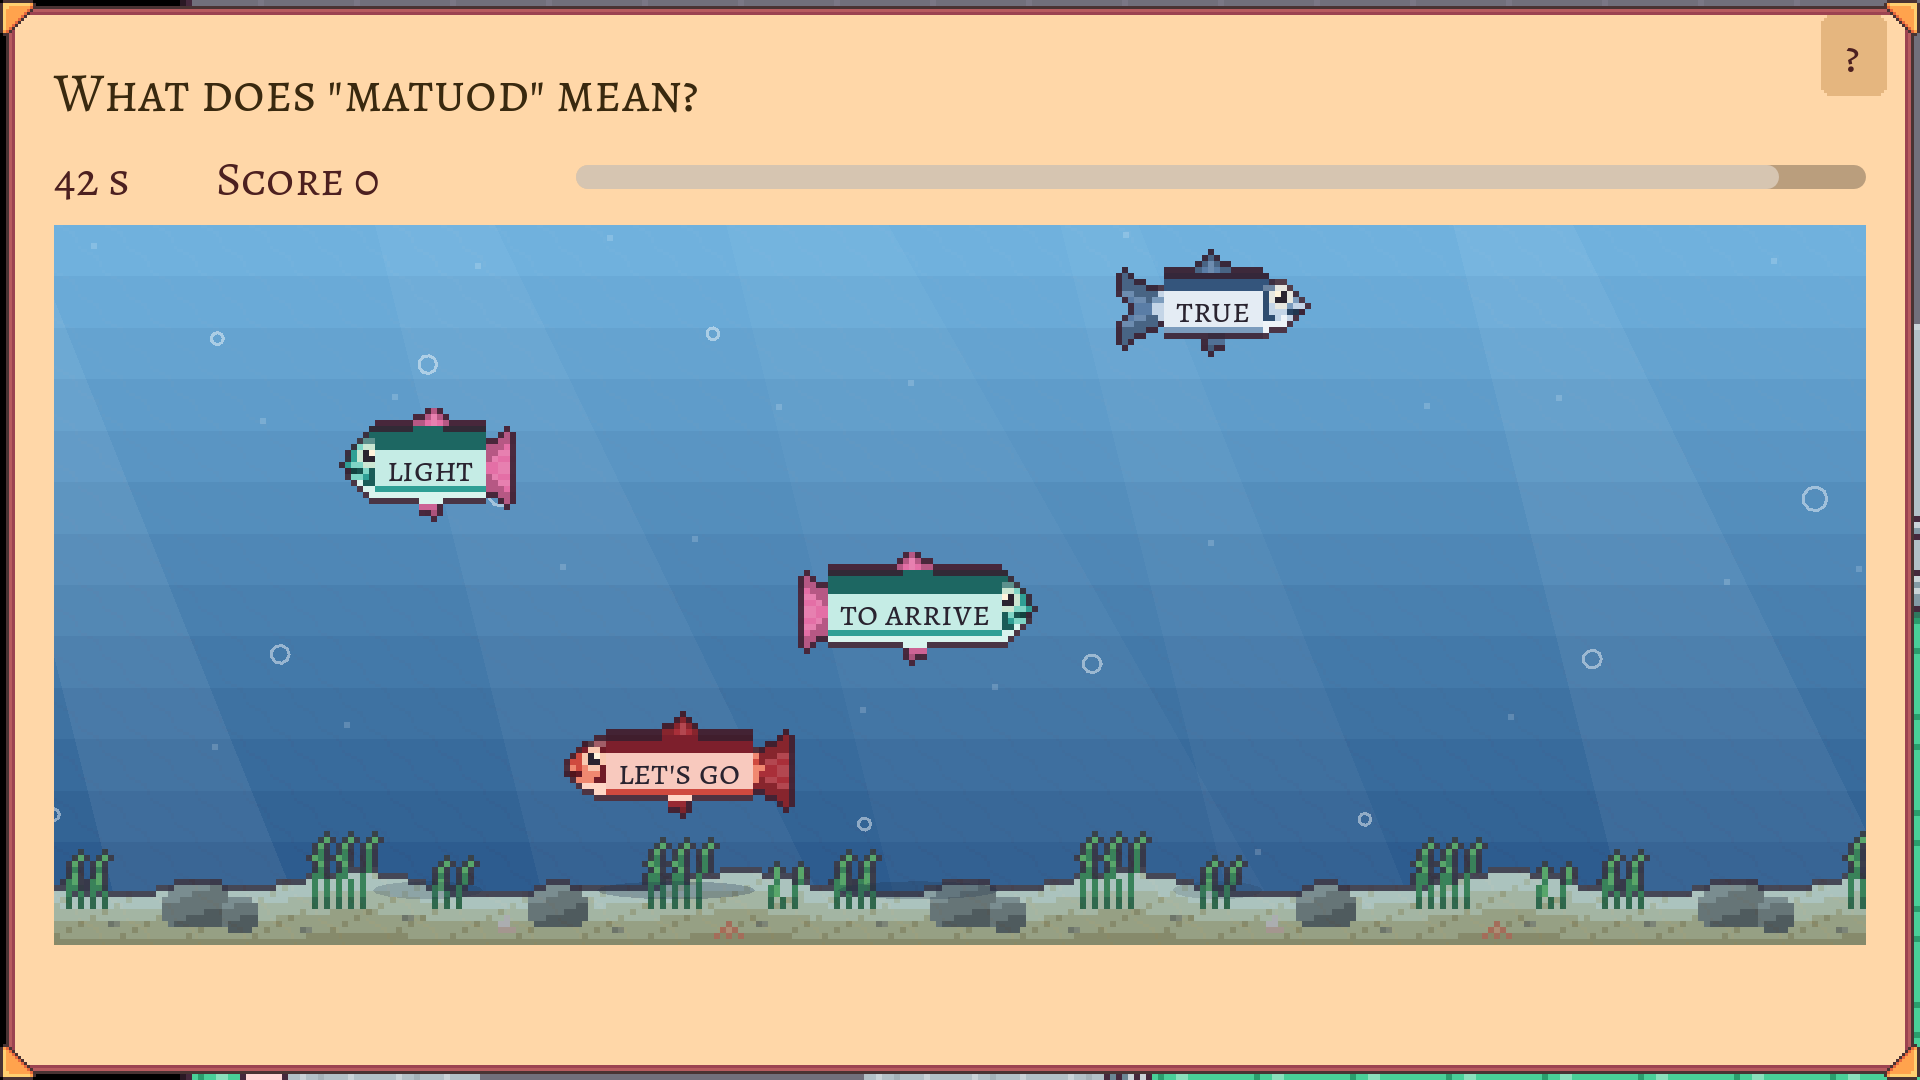 ?
What does "matuod" mean?
42 s
Score 0
TRUE
LIGHT
TO ARRIVE
LET'S GO